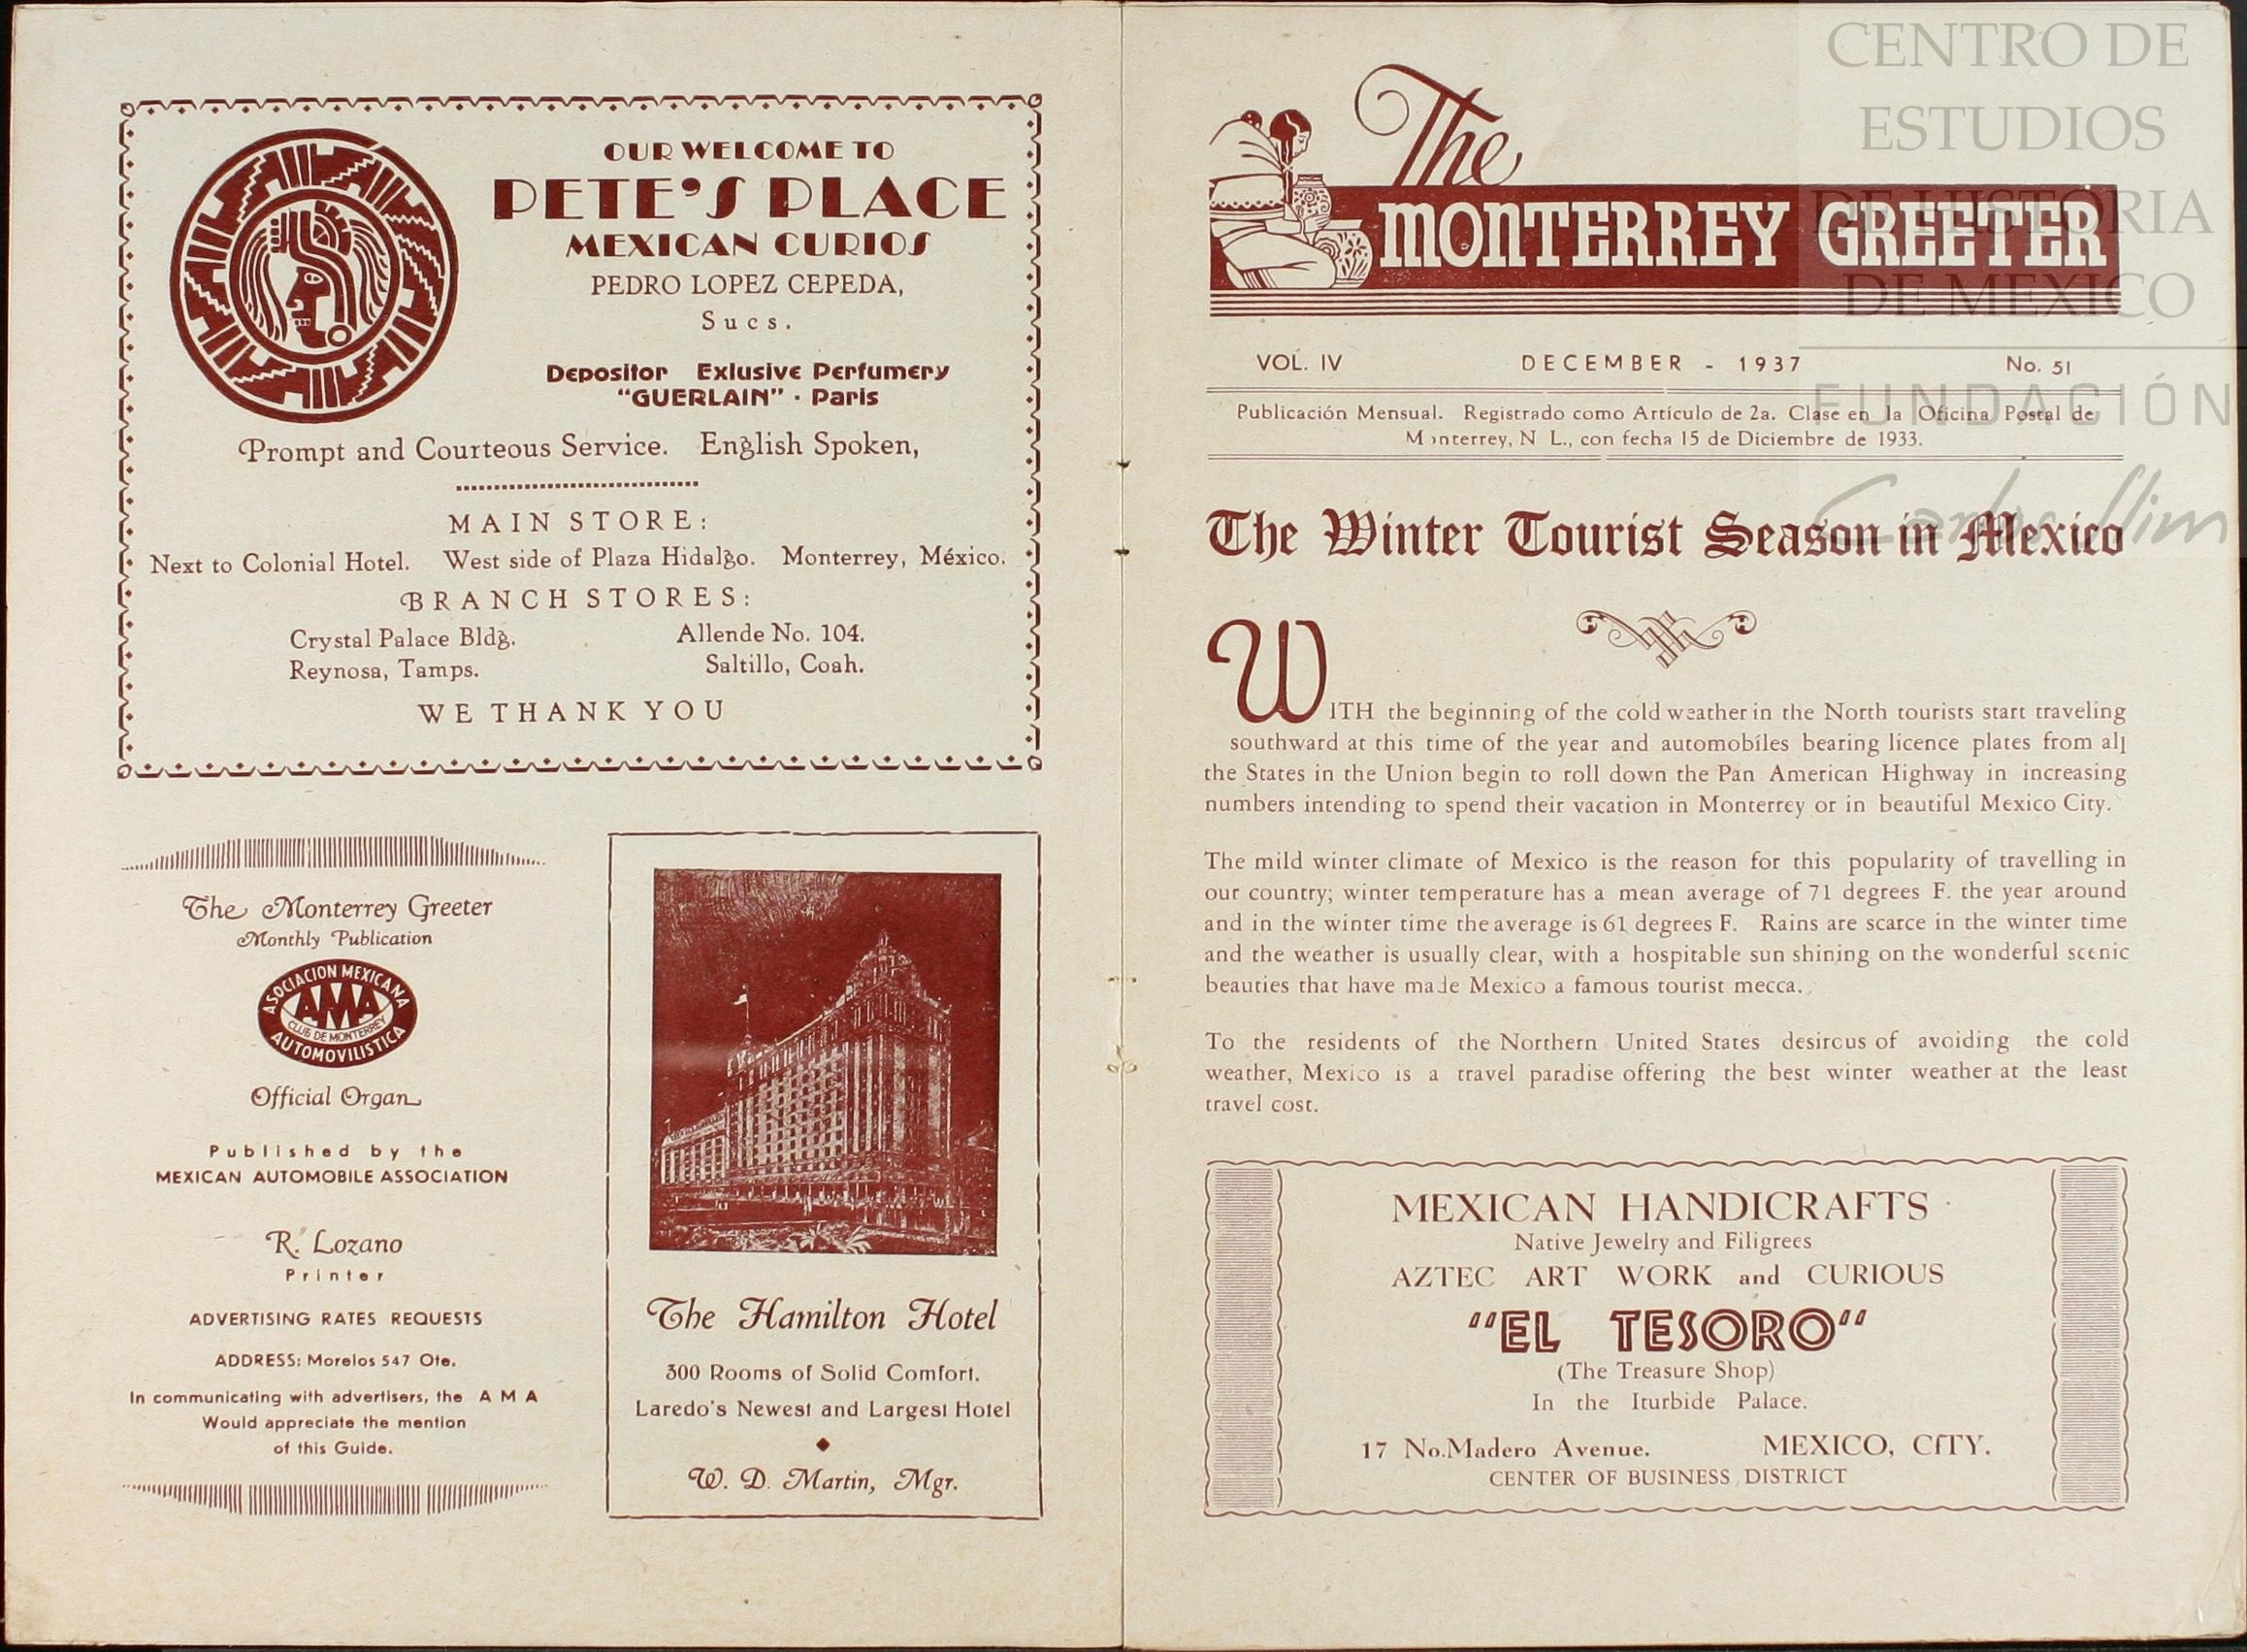 OUR WELCOME TO
PETE'S PLACE
MEXICAN CURIOS
PEDRO LOPEZ CEPEDA,
Sucs.
Depositor Exlusive Perfumery
"GUERLAIN" · Paris
Prompt and Courteous Service. English Spoken,
MAIN STORE:
Next to Colonial Hotel. West side of Plaza Hidalgo. Monterrey, México.
BRANCH STORES:
Crystal Palace Bldg. Allende No. 104.
Reynosa, Tamps. Saltillo, Coah.
WE THANK YOU
The Monterrey Greeter
Monthly Publication
ASOCIACION MEXICANA
AMA
CLUB DE MONTERREY
AUTOMOVILISTICA
Official Organ
Published by the
MEXICAN AUTOMOBILE ASSOCIATION
R. Lozano
Printer
ADVERTISING RATES REQUESTS
ADDRESS: Morelos 547 Ote.
In communicating with advertisers, the A M A
Would appreciate the mention
of this Guide.
The Hamilton Hotel
300 Rooms of Solid Comfort.
Laredo's Newest and Largest Hotel
W. D. Martin, Mgr.
The
MONTERREY GREETER
VOL. IV DECEMBER - 1937 No. 51
Publicación Mensual. Registrado como Artículo de 2a. Clase en la Oficina Postal de
Monterrey, N L., con fecha 15 de Diciembre de 1933.
The Winter Tourist Season in Mexico
WITH the beginning of the cold weather in the North tourists start traveling
southward at this time of the year and automobiles bearing licence plates from all
the States in the Union begin to roll down the Pan American Highway in increasing
numbers intending to spend their vacation in Monterrey or in beautiful Mexico City.
The mild winter climate of Mexico is the reason for this popularity of travelling in
our country; winter temperature has a mean average of 71 degrees F. the year around
and in the winter time the average is 61 degrees F. Rains are scarce in the winter time
and the weather is usually clear, with a hospitable sun shining on the wonderful scenic
beauties that have made Mexico a famous tourist mecca.
To the residents of the Northern United States desirous of avoiding the cold
weather, Mexico is a travel paradise offering the best winter weather at the least
travel cost.
MEXICAN HANDICRAFTS
Native Jewelry and Filigrees
AZTEC ART WORK and CURIOUS
"EL TESORO"
(The Treasure Shop)
In the Iturbide Palace.
17 No.Madero Avenue. MEXICO, CITY.
CENTER OF BUSINESS DISTRICT
CENTRO DE
ESTUDIOS
DE HISTORIA
DE MEXICO
FUNDACIÓN
Carlos Slim